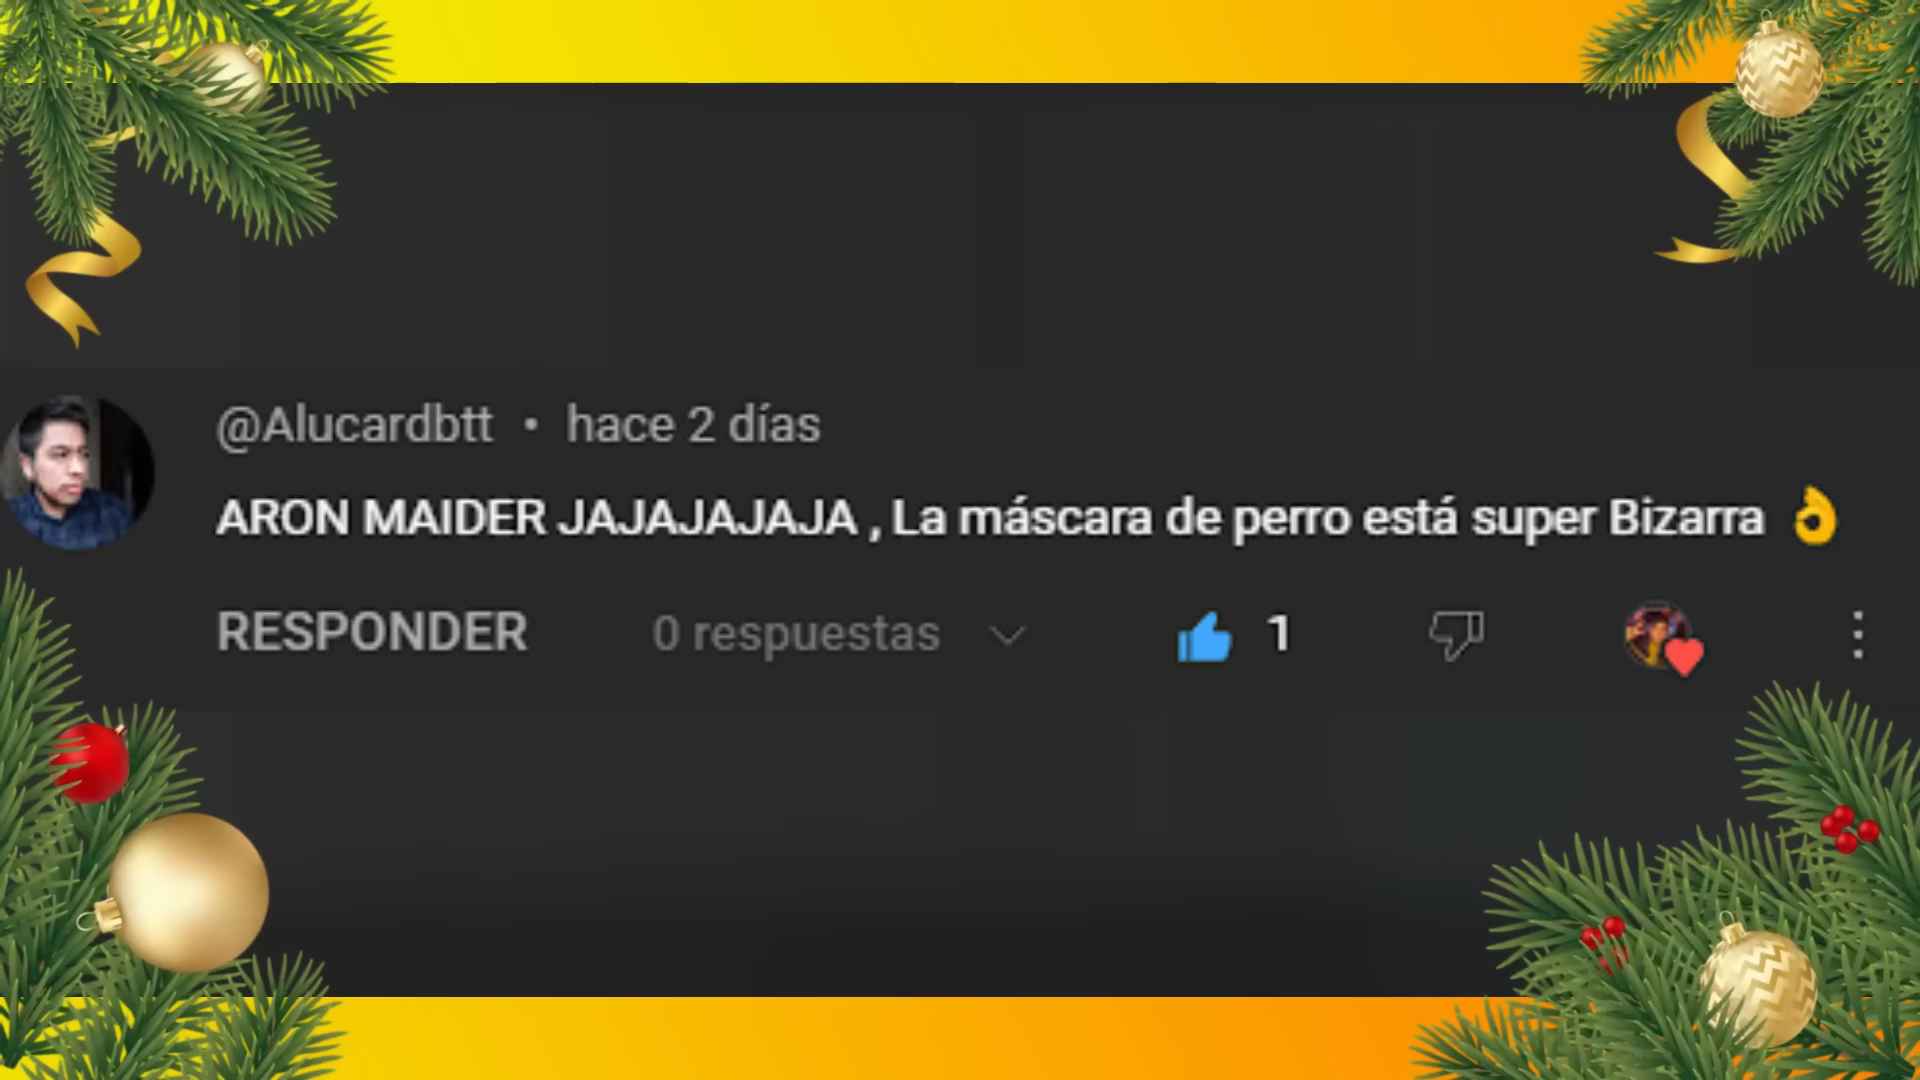 @Alucardbtt • hace 2 días
ARON MAIDER JAJAJAJAJA , La máscara de perro está super Bizarra 👌
RESPONDER 0 respuestas 1